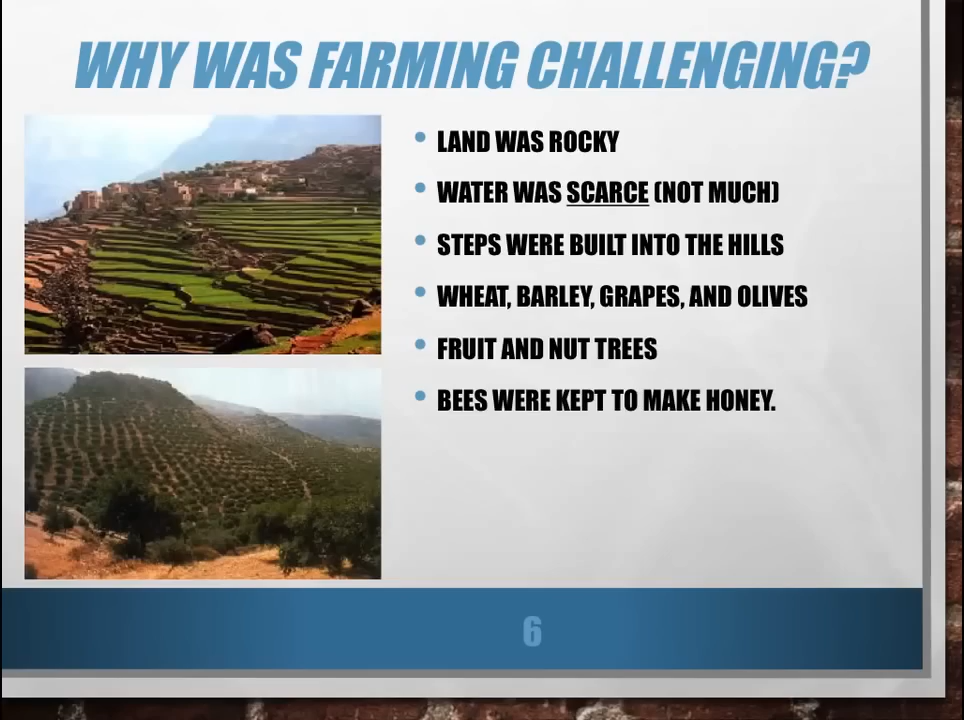 WHY WAS FARMING CHALLENGING?
• LAND WAS ROCKY
• WATER WAS SCARCE (NOT MUCH)
• STEPS WERE BUILT INTO THE HILLS
• WHEAT, BARLEY, GRAPES, AND OLIVES
• FRUIT AND NUT TREES
• BEES WERE KEPT TO MAKE HONEY.
6